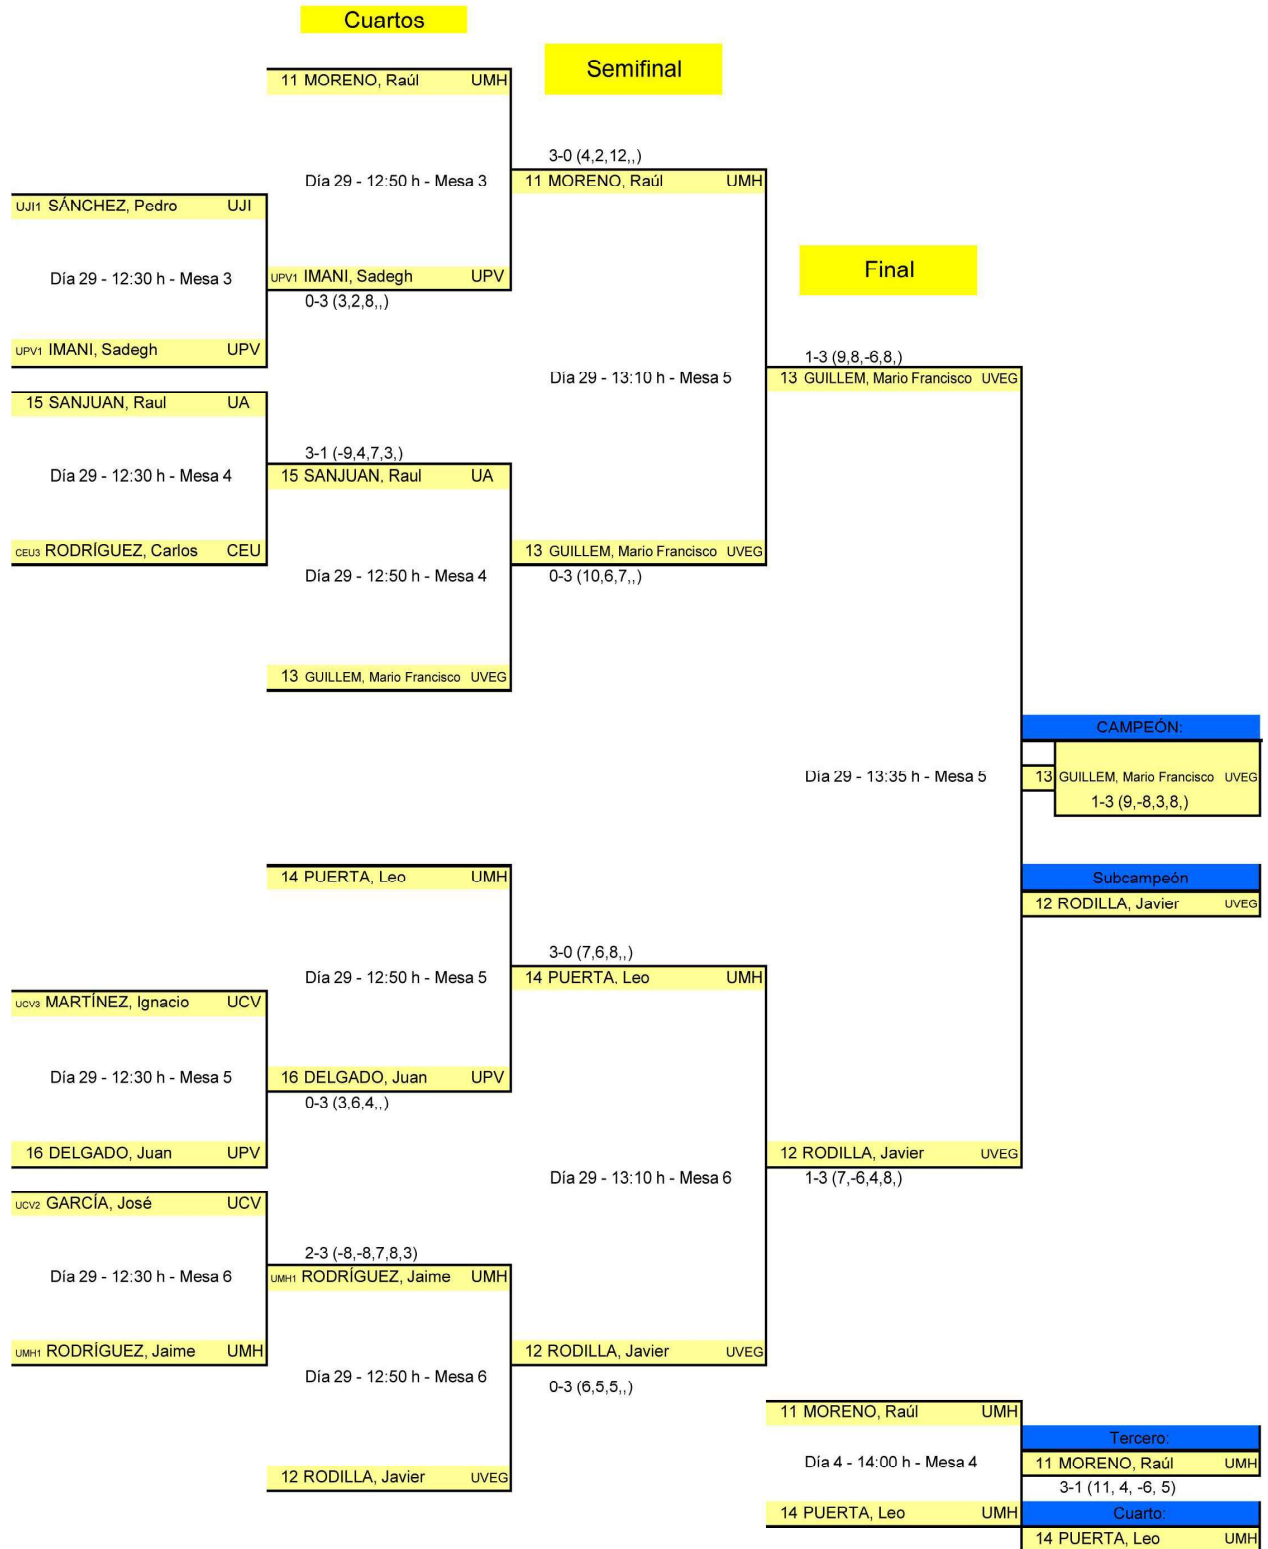 Cuartos
Semifinal
11 MORENO, Raúl UMH
3-0 (4,2,12,,)
Día 29 - 12:50 h - Mesa 3
11 MORENO, Raúl UMH
UJI1 SÁNCHEZ, Pedro UJI
Final
Día 29 - 12:30 h - Mesa 3
UPV1 IMANI, Sadegh UPV
0-3 (3,2,8,,)
UPV1 IMANI, Sadegh UPV
1-3 (9,8,-6,8,)
Día 29 - 13:10 h - Mesa 5
13 GUILLEM, Mario Francisco UVEG
15 SANJUAN, Raul UA
3-1 (-9,4,7,3,)
Día 29 - 12:30 h - Mesa 4
15 SANJUAN, Raul UA
CEU3 RODRÍGUEZ, Carlos CEU
13 GUILLEM, Mario Francisco UVEG
Día 29 - 12:50 h - Mesa 4
0-3 (10,6,7,,)
13 GUILLEM, Mario Francisco UVEG
CAMPEÓN:
Día 29 - 13:35 h - Mesa 5
13 GUILLEM, Mario Francisco UVEG
1-3 (9,-8,3,8,)
14 PUERTA, Leo UMH
Subcampeón
12 RODILLA, Javier UVEG
3-0 (7,6,8,,)
Día 29 - 12:50 h - Mesa 5
14 PUERTA, Leo UMH
UCV3 MARTÍNEZ, Ignacio UCV
Día 29 - 12:30 h - Mesa 5
16 DELGADO, Juan UPV
0-3 (3,6,4,,)
16 DELGADO, Juan UPV
12 RODILLA, Javier UVEG
Día 29 - 13:10 h - Mesa 6
1-3 (7,-6,4,8,)
UCV2 GARCÍA, José UCV
2-3 (-8,-8,7,8,3)
Día 29 - 12:30 h - Mesa 6
UMH1 RODRÍGUEZ, Jaime UMH
UMH1 RODRÍGUEZ, Jaime UMH
12 RODILLA, Javier UVEG
Día 29 - 12:50 h - Mesa 6
0-3 (6,5,5,,)
11 MORENO, Raúl UMH
Tercero:
Día 4 - 14:00 h - Mesa 4
11 MORENO, Raúl UMH
12 RODILLA, Javier UVEG
3-1 (11, 4, -6, 5)
14 PUERTA, Leo UMH
Cuarto:
14 PUERTA, Leo UMH